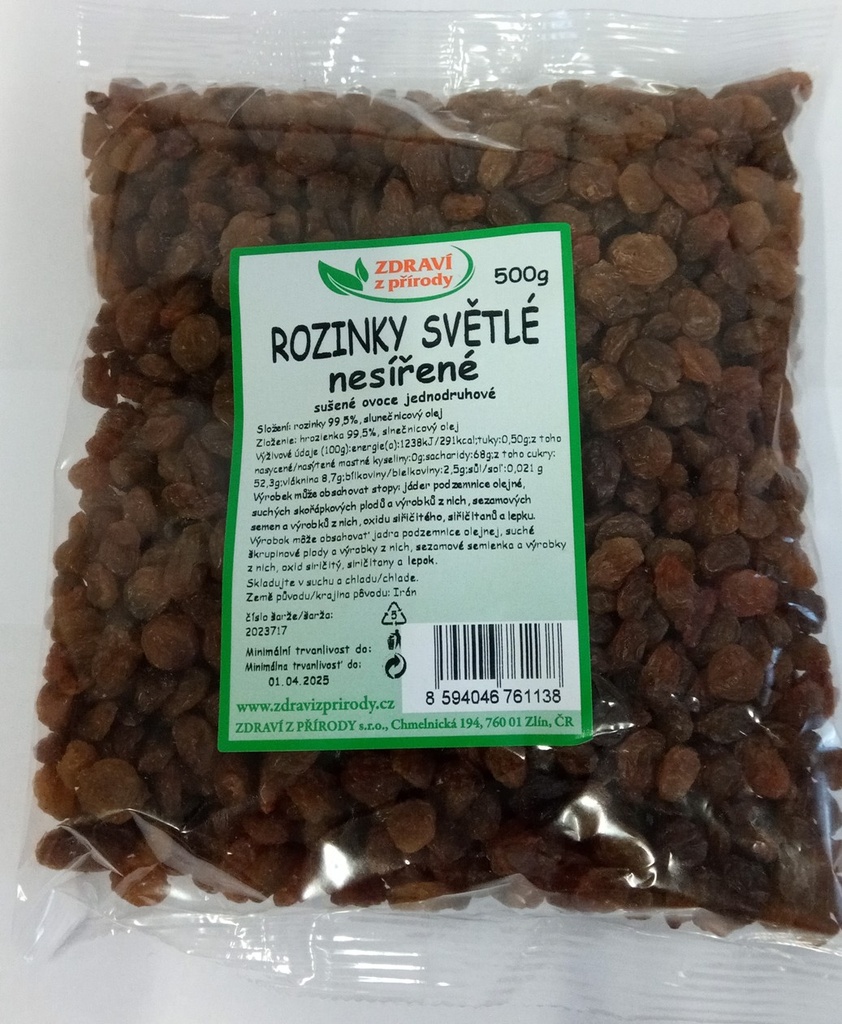 ZDRAVÍ
z přírody
500g
ROZINKY SVĚTLÉ
nesířené
sušené ovoce jednodruhové
Složení: rozinky 99,5%, slunečnicový olej
Zloženie: hrozienka 99,5%, slnečnicový olej
Výživové údaje (100g):energie(a):1238kJ/291kcal;tuky:0,50g;z toho
nasycené/nasýtené mastné kyseliny:0g;sacharidy:68g;z toho cukry:
52,3g;vláknina 8,7g;bílkoviny/bielkoviny:2,5g;sůl/soľ:0,021 g
Výrobek může obsahovat stopy: jáder podzemnice olejné,
suchých skořápkových plodů a výrobků z nich, sezamových
semen a výrobků z nich, oxidu siřičitého, siřičitanů a lepku.
Výrobok môže obsahovať jadra podzemnice olejnej, suché
škrupinové plody a výrobky z nich, sezamové semienka a výrobky
z nich, oxid siričitý, siričitany a lepok.
Skladujte v suchu a chladu/chlade.
Země původu/krajina pôvodu: Irán
číslo šarže/šarža:
2023717
5
Minimální trvanlivost do:
Minimálna trvanlivosť do:
01.04.2025
8 594046 761138
www.zdravizprirody.cz
ZDRAVÍ Z PŘÍRODY s.r.o., Chmelnická 194, 760 01 Zlín, ČR